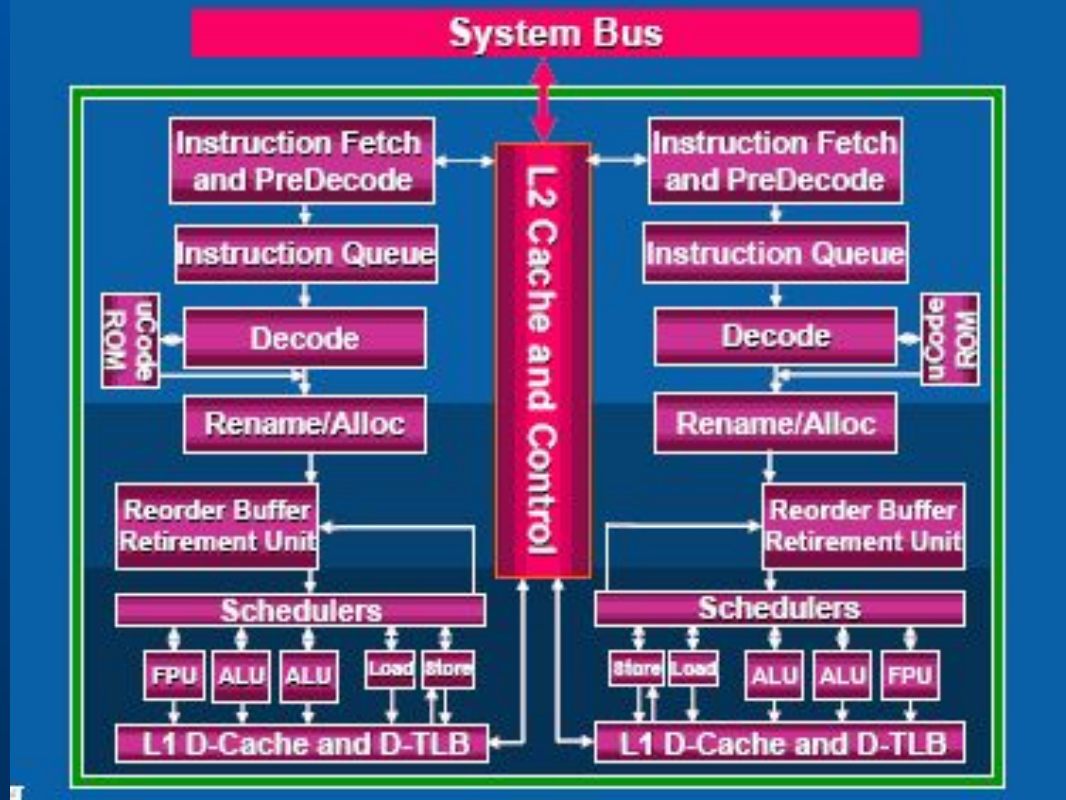 System Bus
Instruction Fetch
and PreDecode
Instruction Queue
uCode
ROM
Decode
Rename/Alloc
Reorder Buffer
Retirement Unit
Schedulers
FPU
ALU
ALU
Load
Store
L1 D-Cache and D-TLB
L2 Cache and Control
Instruction Fetch
and PreDecode
Instruction Queue
Decode
uCode
ROM
Rename/Alloc
Reorder Buffer
Retirement Unit
Schedulers
Store
Load
ALU
ALU
FPU
L1 D-Cache and D-TLB